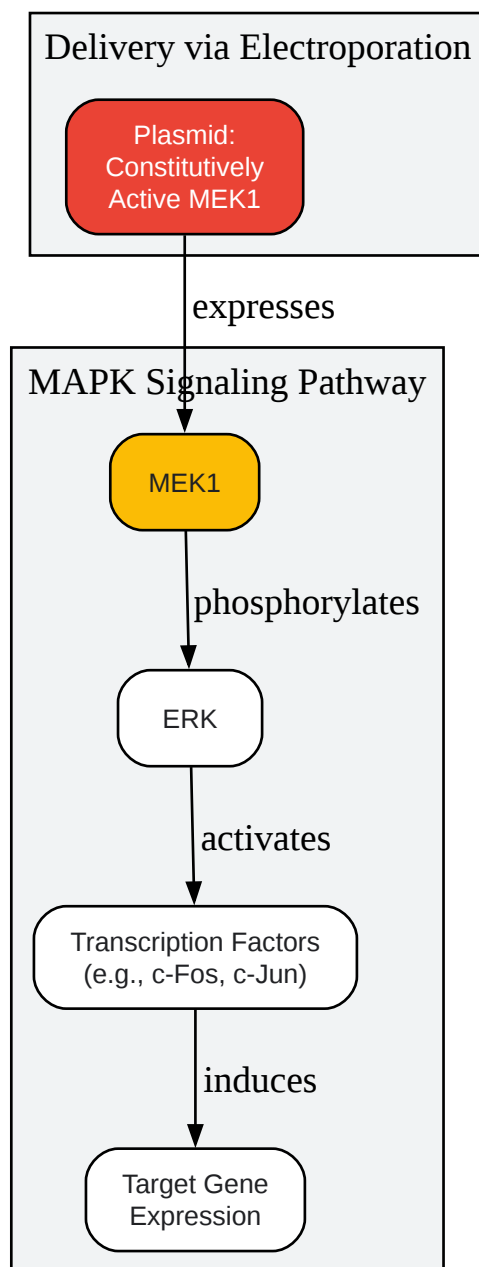 Delivery via Electroporation
Plasmid:
Constitutively
Active MEK1
expresses
MAPK Signaling Pathway
MEK1
phosphorylates
ERK
activates
Transcription Factors
(e.g., c-Fos, c-Jun)
induces
Target Gene
Expression